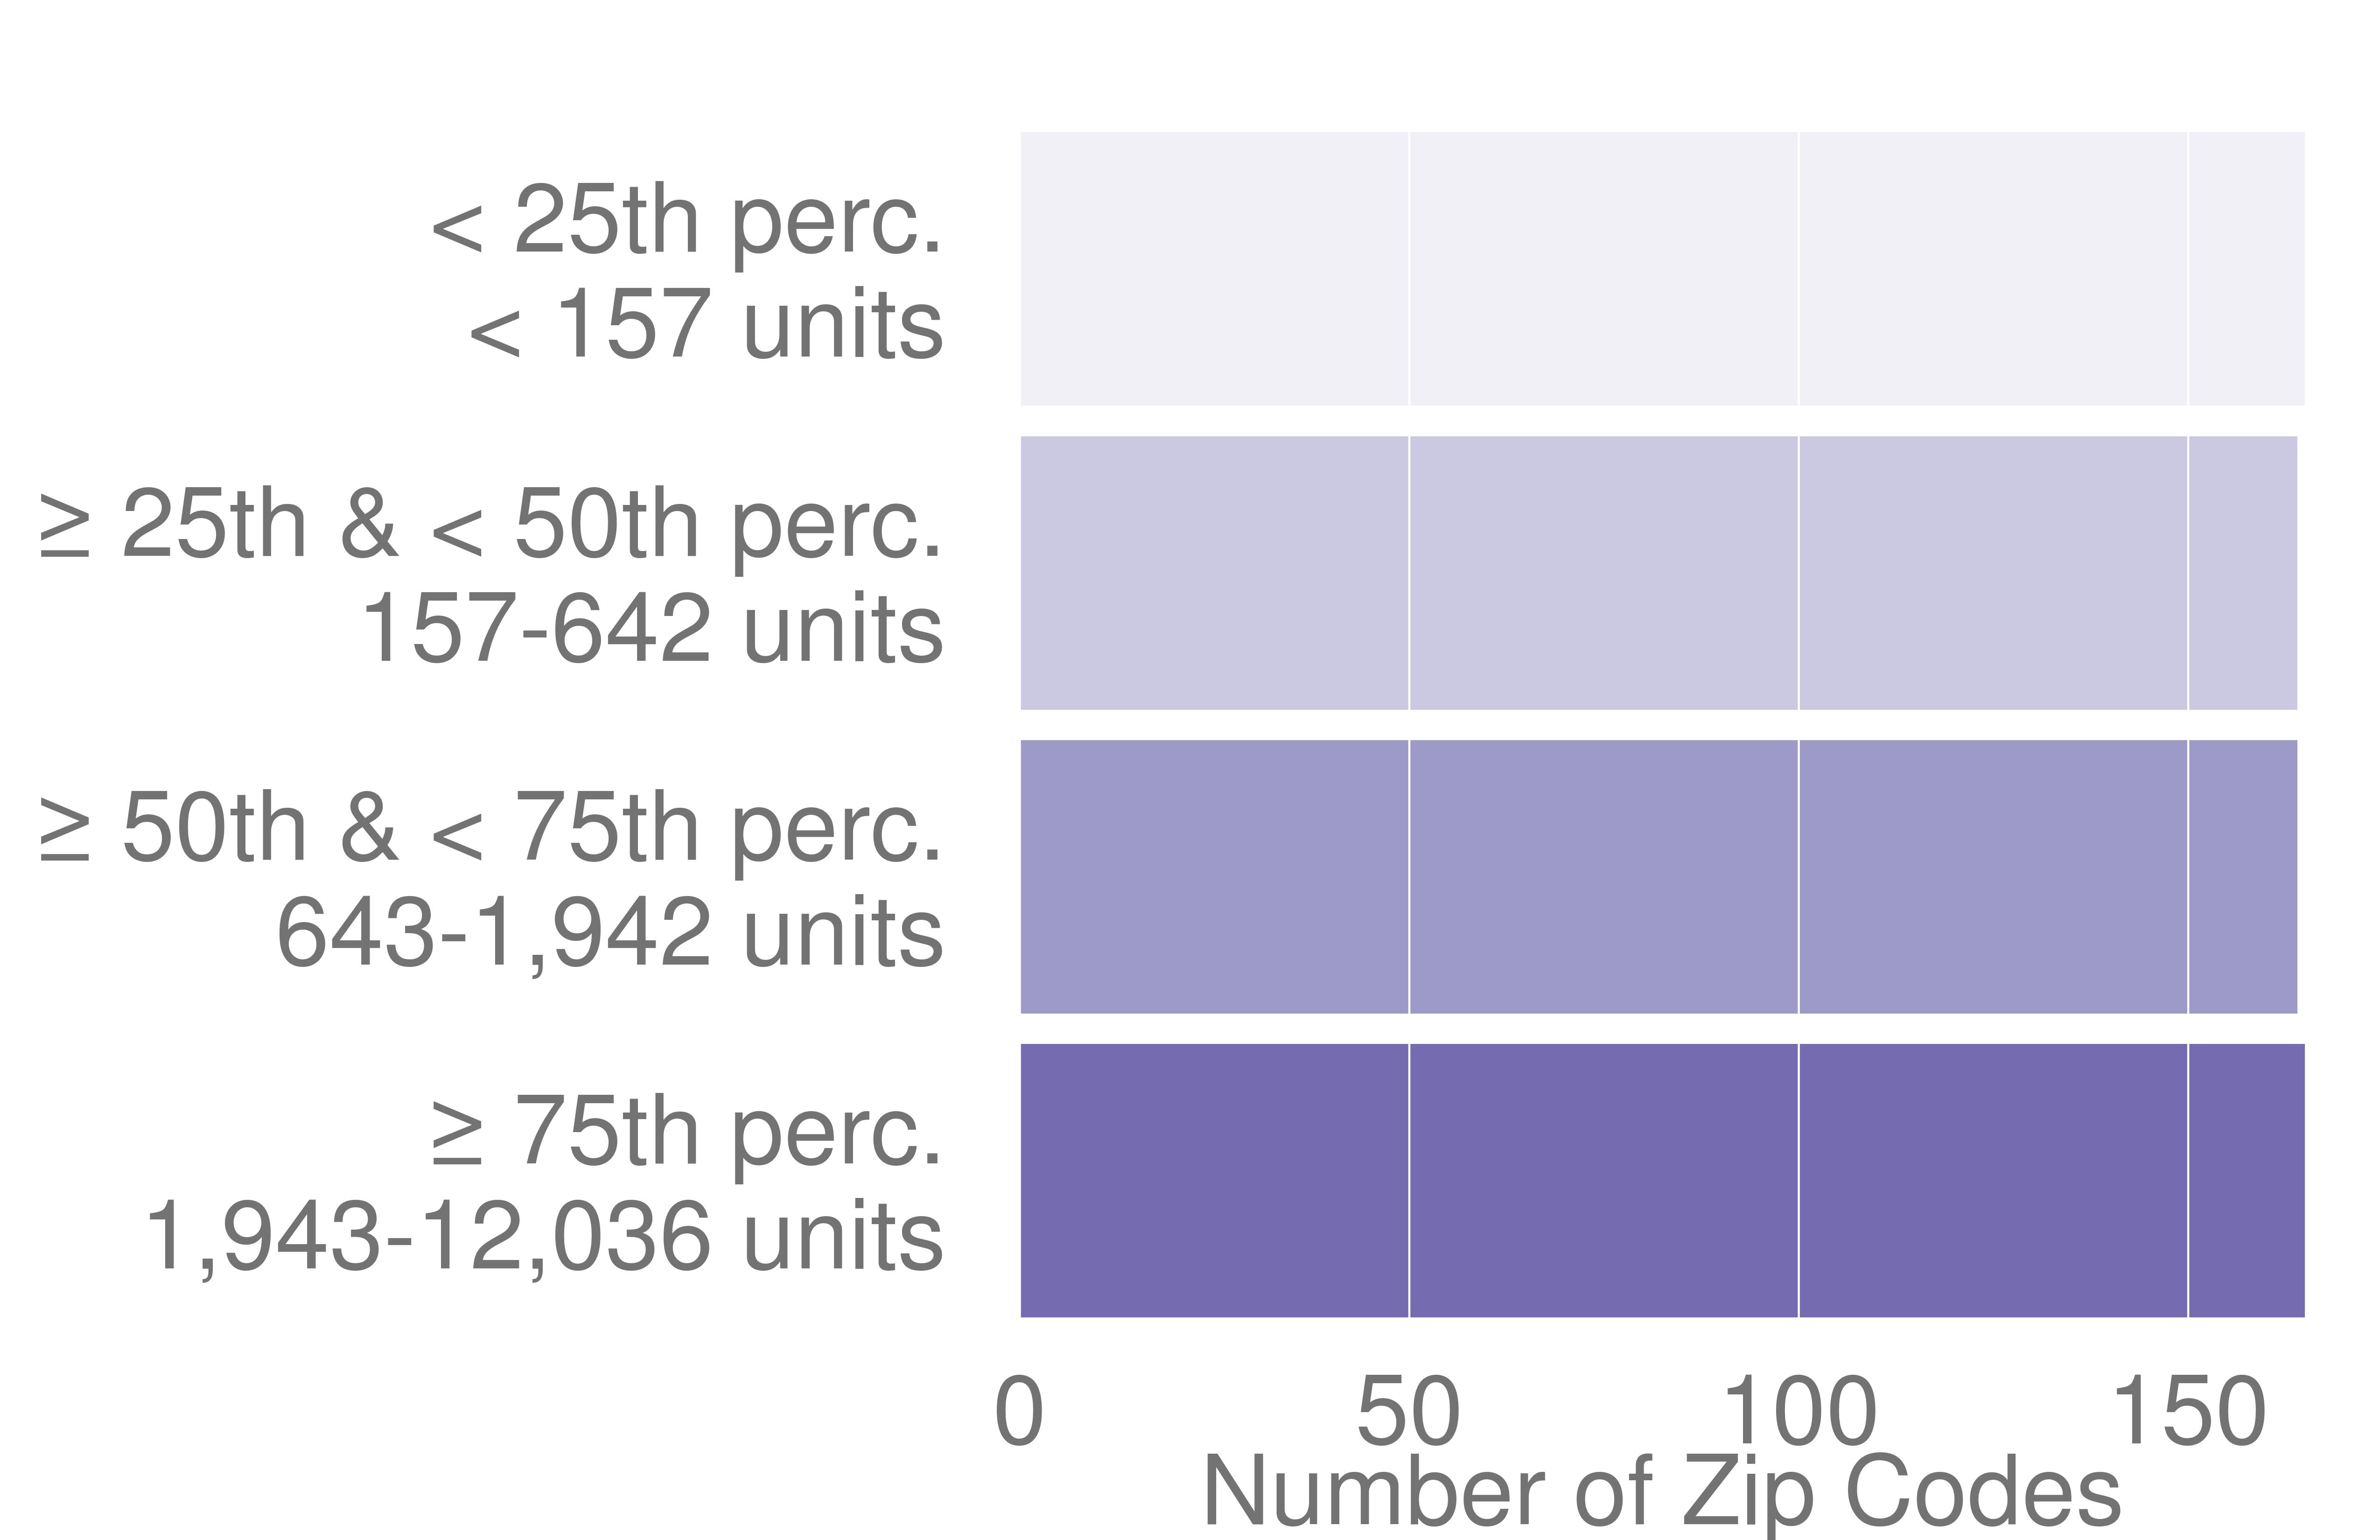 < 25th perc.
< 157 units
≥ 25th & < 50th perc.
157-642 units
≥ 50th & < 75th perc.
643-1,942 units
≥ 75th perc.
1,943-12,036 units
0 50 100 150
Number of Zip Codes